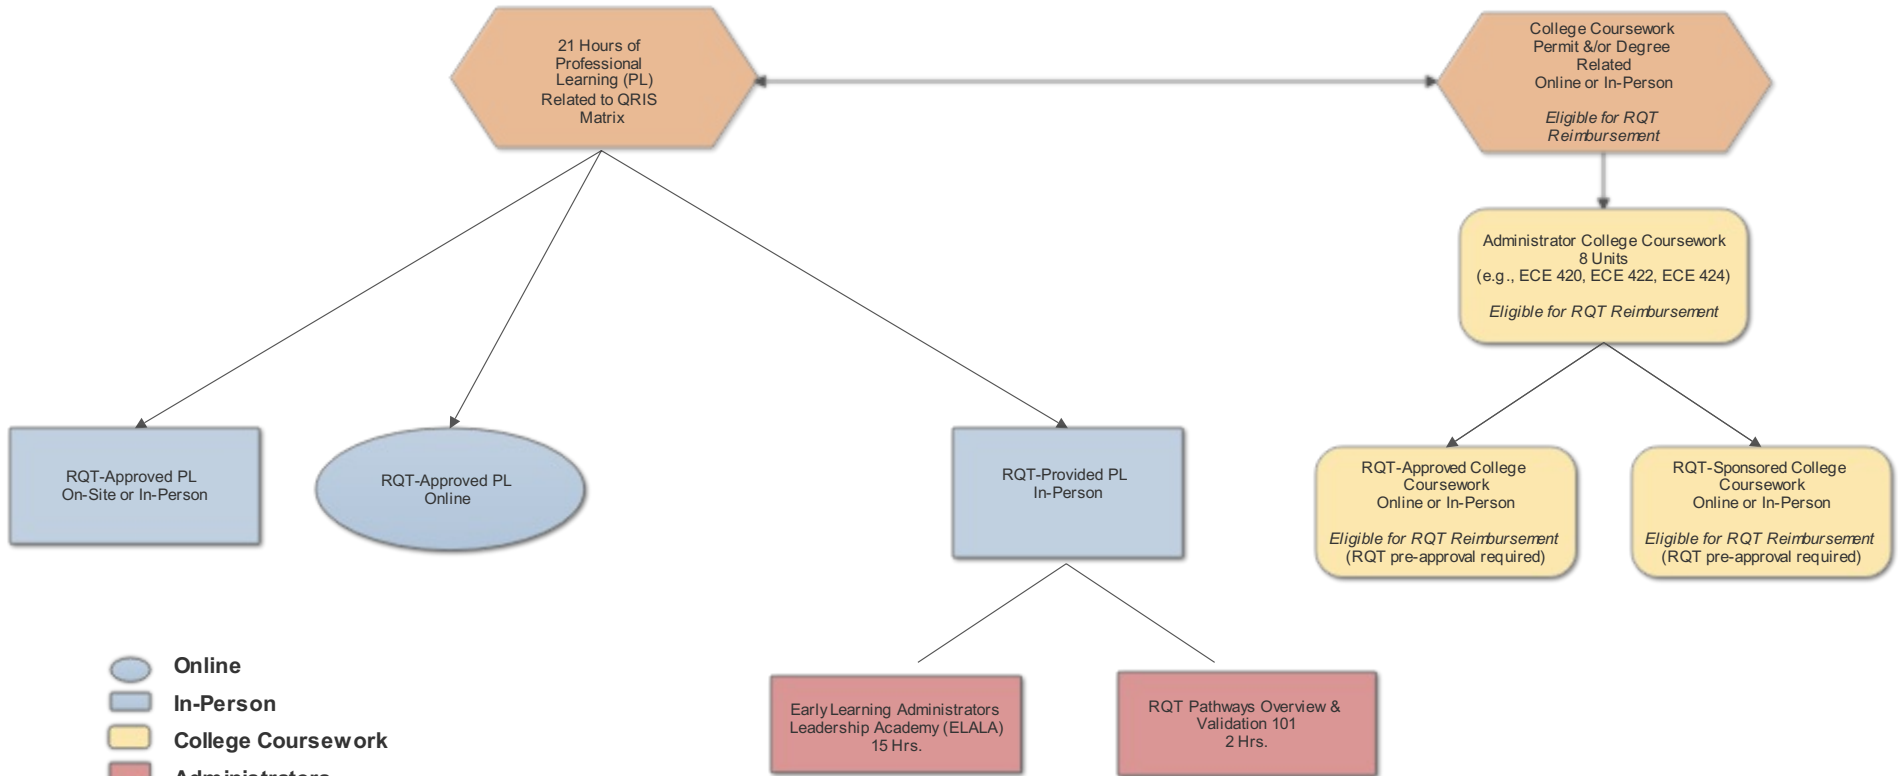 21 Hours of
Professional
Learning (PL)
Related to QRIS
Matrix
College Coursework
Permit &/or Degree
Related
Online or In-Person
Eligible for RQT
Reimbursement
Administrator College Coursework
8 Units
(e.g., ECE 420, ECE 422, ECE 424)
Eligible for RQT Reimbursement
RQT-Approved PL
On-Site or In-Person
RQT-Approved PL
Online
RQT-Provided PL
In-Person
RQT-Approved College
Coursework
Online or In-Person
Eligible for RQT Reimbursement
(RQT pre-approval required)
RQT-Sponsored College
Coursework
Online or In-Person
Eligible for RQT Reimbursement
(RQT pre-approval required)
Early Learning Administrators
Leadership Academy (ELALA)
15 Hrs.
RQT Pathways Overview &
Validation 101
2 Hrs.
Online
In-Person
College Coursework
Administrators